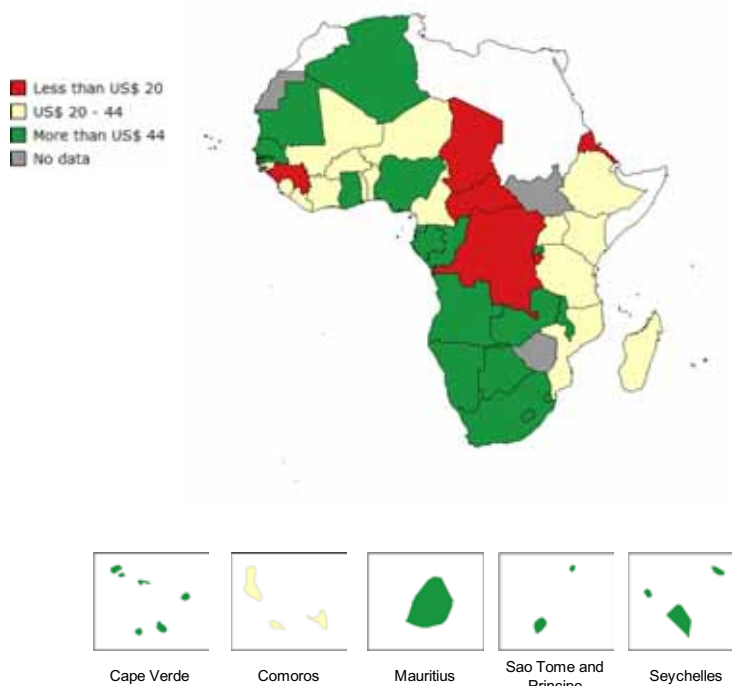 Less than US$ 20
US$ 20 - 44
More than US$ 44
No data
Cape Verde
Comoros
Mauritius
Sao Tome and
Principe
Seychelles